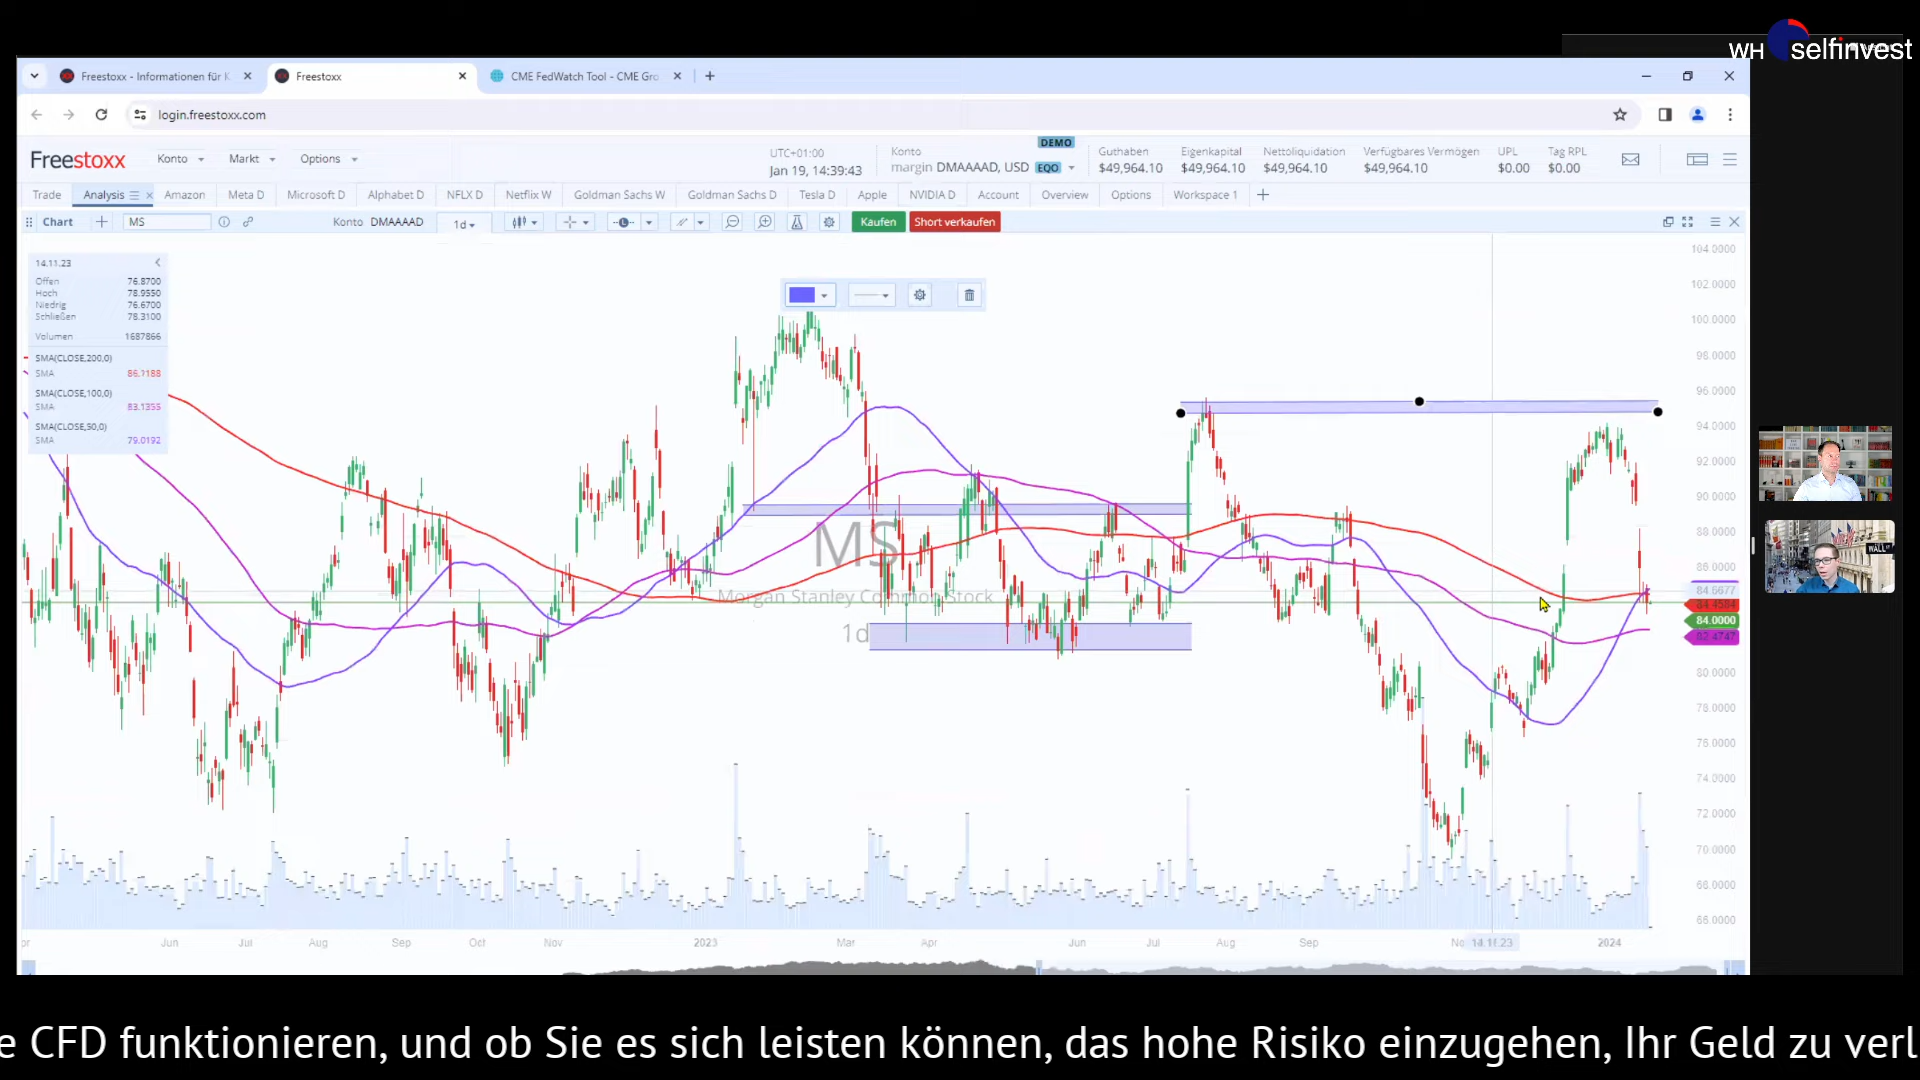 WH selfinvest
Freestoxx - Informationen für K
Freestoxx
CME FedWatch Tool - CME Gro
login.freestoxx.com
Freestoxx
Konto
Markt
Options
UTC+01:00
Jan 19, 14:39:43
Konto
DEMO
margin DMAAAAD, USD EQO
Guthaben
$49,964.10
Eigenkapital
$49,964.10
Nettoliquidation
$49,964.10
Verfügbares Vermögen
$49,964.10
UPL
$0.00
Tag RPL
$0.00
Trade Analysis Amazon Meta D Microsoft D Alphabet D NFLX D Netflix W Goldman Sachs W Goldman Sachs D Tesla D Apple NVIDIA D Account Overview Options Workspace 1
Chart MS Konto DMAAAAD 1d Kaufen Short verkaufen
14.11.23
Offen 76.8700
Hoch 78.9550
Niedrig 76.6700
Schließen 78.3100
Volumen 1687866
SMA(CLOSE,200,0)
SMA 86.7188
SMA(CLOSE,100,0)
SMA 83.1355
SMA(CLOSE,50,0)
SMA 79.0192
MS
Morgan Stanley Common Stock
1d
104.0000
102.0000
100.0000
98.0000
96.0000
94.0000
92.0000
90.0000
88.0000
86.0000
84.6677
84.4584
84.0000
82.4747
80.0000
78.0000
76.0000
74.0000
72.0000
70.0000
68.0000
66.0000
Jun Jul Aug Sep Oct Nov 2023 Mar Apr Jun Jul Aug Sep 14.11.23 2024
WALL
e CFD funktionieren, und ob Sie es sich leisten können, das hohe Risiko einzugehen, Ihr Geld zu verl